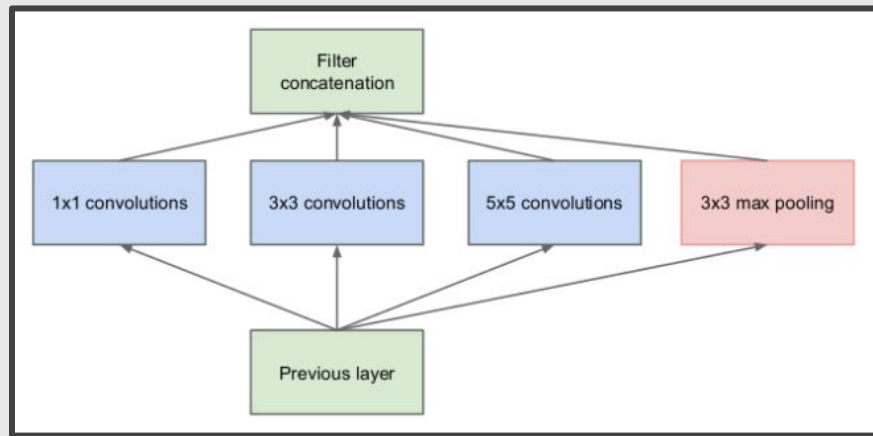 Filter
concatenation
1x1 convolutions
3x3 convolutions
5x5 convolutions
3x3 max pooling
Previous layer